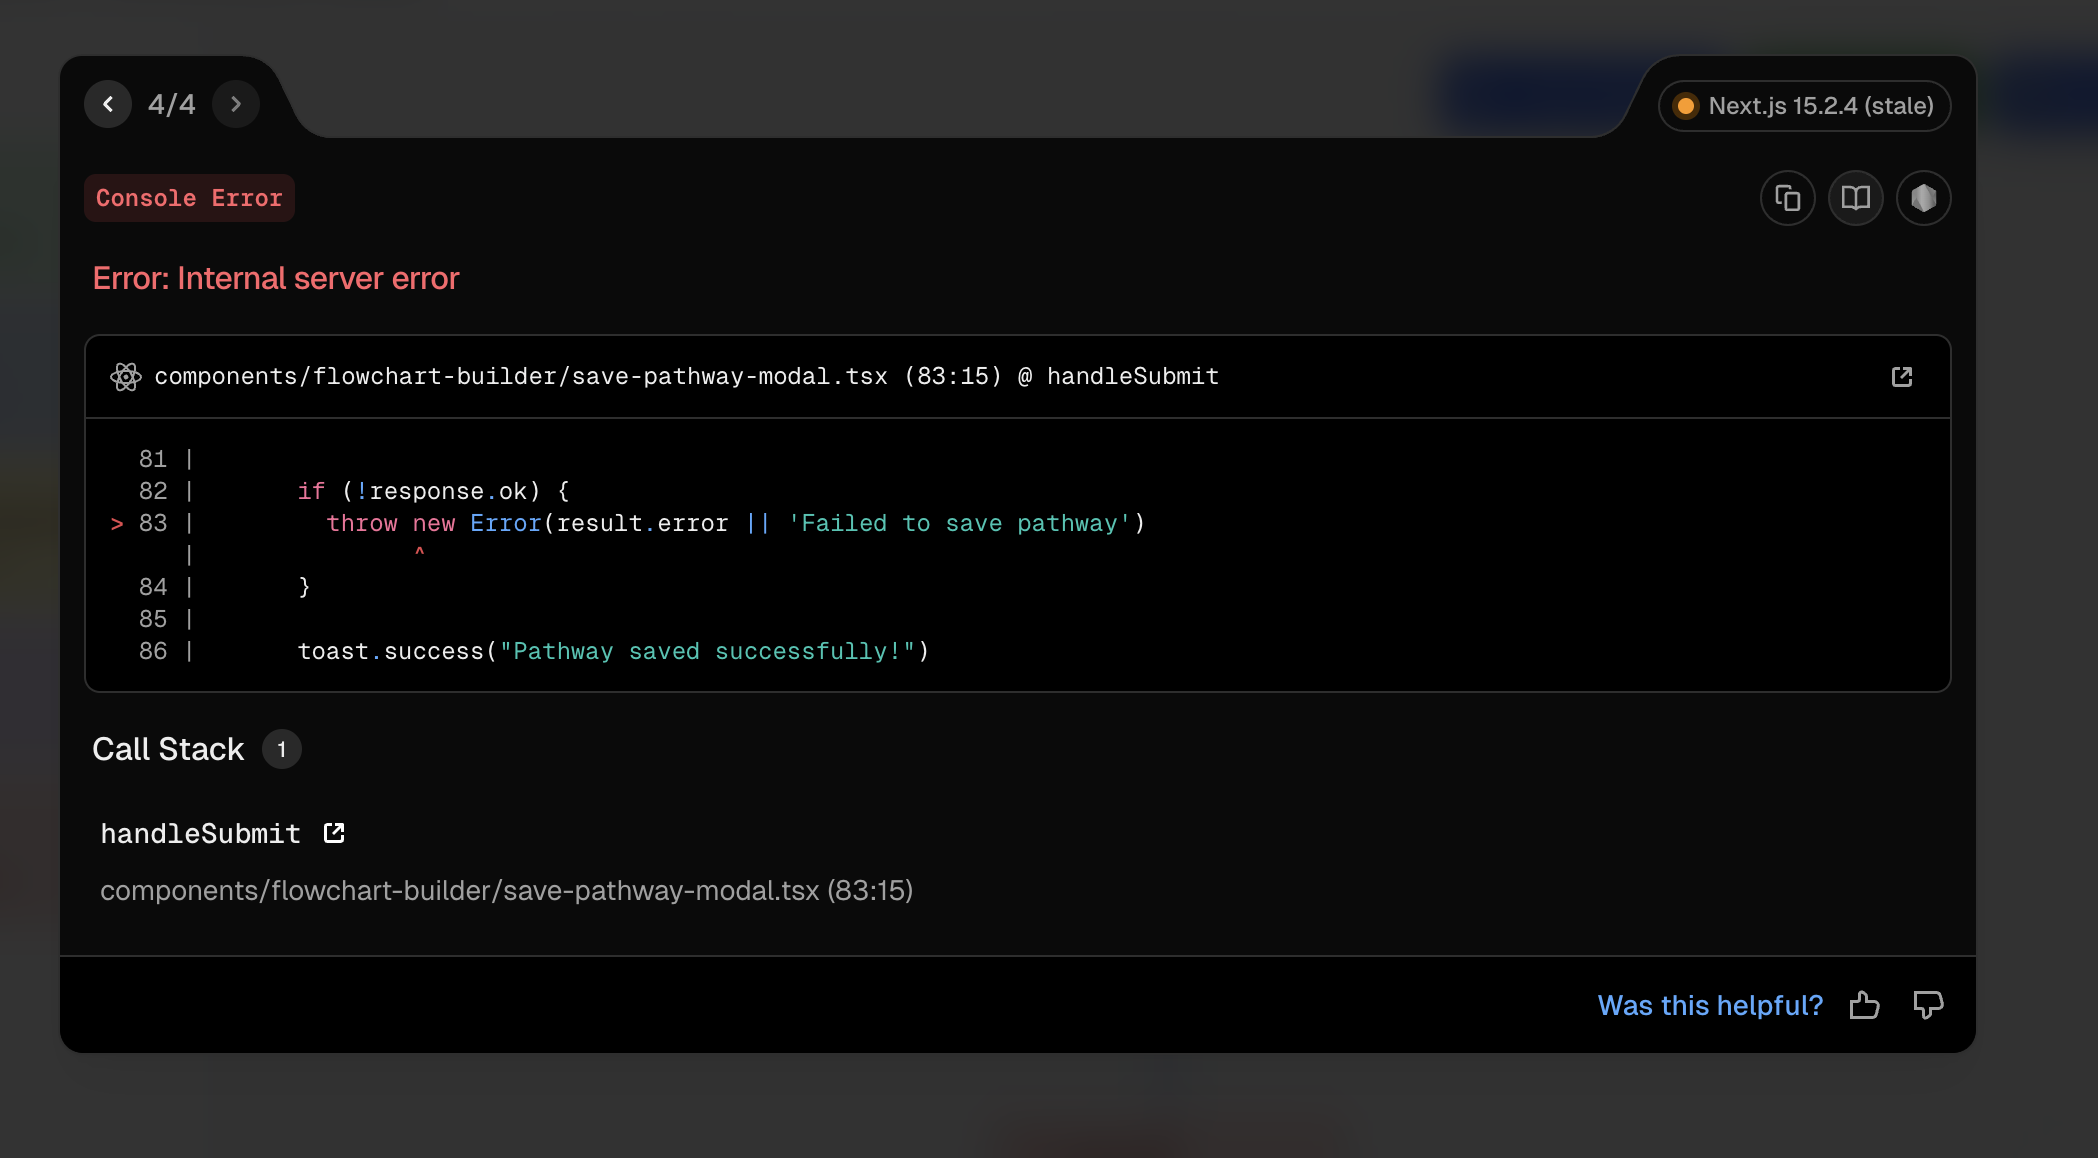 4/4
Next.js 15.2.4 (stale)
Console Error
Error: Internal server error
components/flowchart-builder/save-pathway-modal.tsx (83:15) @ handleSubmit
81 |
82 |       if (!response.ok) {
> 83 |         throw new Error(result.error || 'Failed to save pathway')
|               ^
84 |       }
85 |
86 |       toast.success("Pathway saved successfully!")
Call Stack 1
handleSubmit
components/flowchart-builder/save-pathway-modal.tsx (83:15)
Was this helpful?